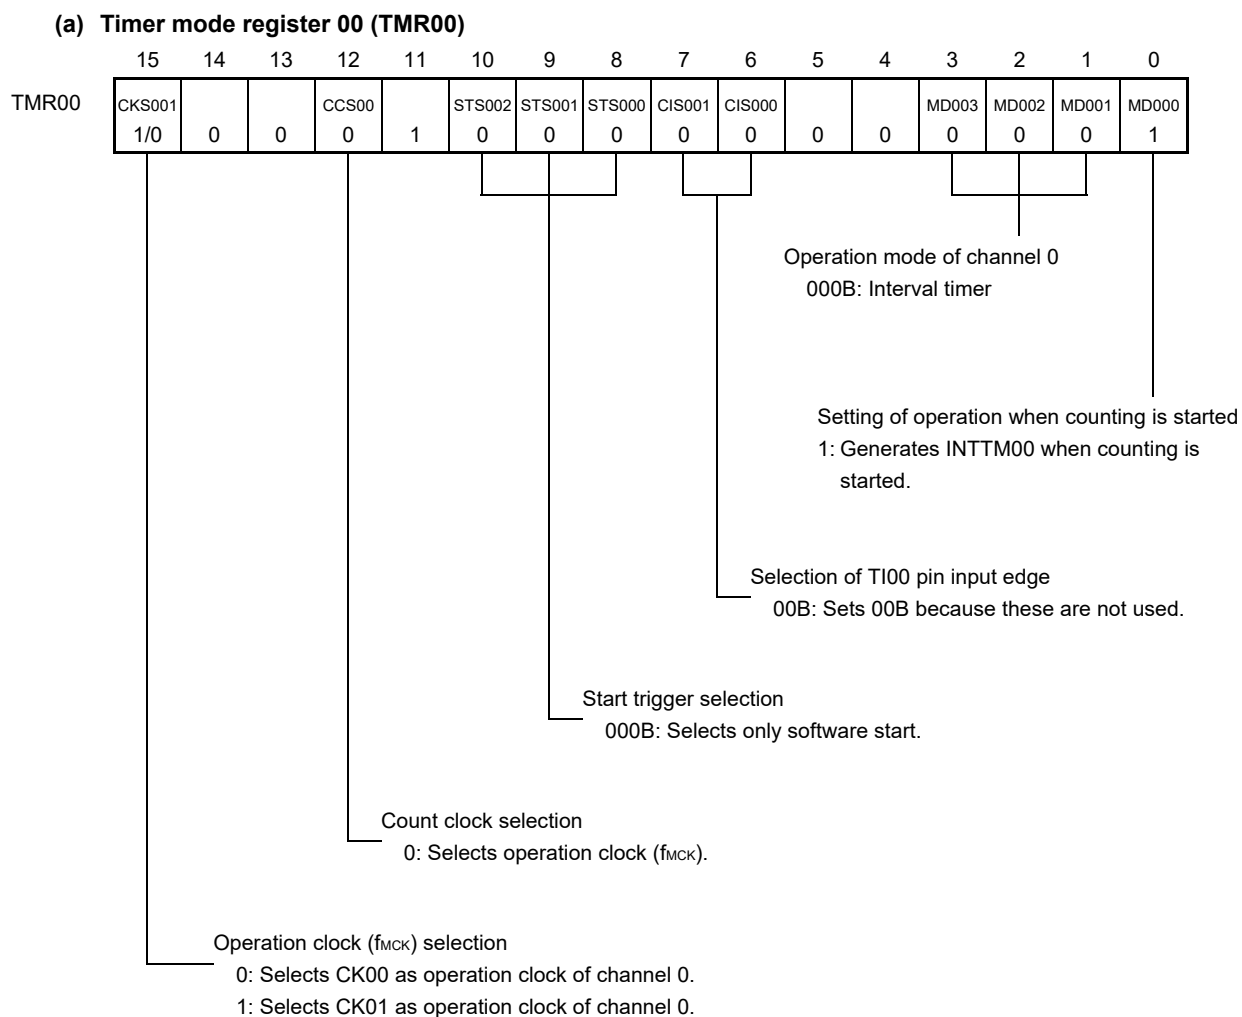 (a) Timer mode register 00 (TMR00)
15 14 13 12 11 10 9 8 7 6 5 4 3 2 1 0
TMR00 CKS001 CCS00 STS002 STS001 STS000 CIS001 CIS000 MD003 MD002 MD001 MD000
1/0 0 0 0 1 0 0 0 0 0 0 0 0 0 0 1
Operation mode of channel 0
000B: Interval timer
Setting of operation when counting is started
1: Generates INTTM00 when counting is
started.
Selection of TI00 pin input edge
00B: Sets 00B because these are not used.
Start trigger selection
000B: Selects only software start.
Count clock selection
0: Selects operation clock (fMCK).
Operation clock (fMCK) selection
0: Selects CK00 as operation clock of channel 0.
1: Selects CK01 as operation clock of channel 0.